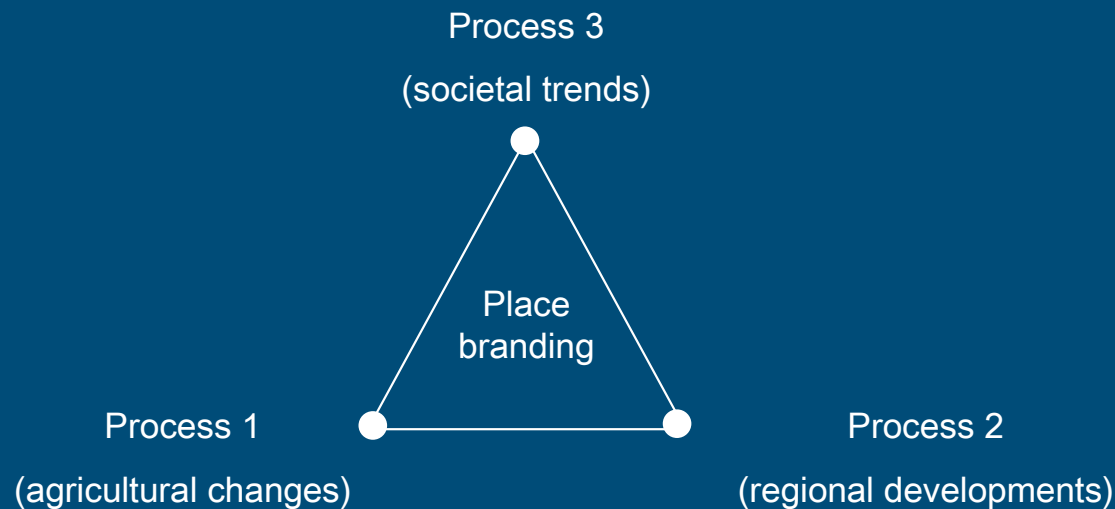 Process 3
(societal trends)
Place
branding
Process 1
(agricultural changes)
Process 2
(regional developments)